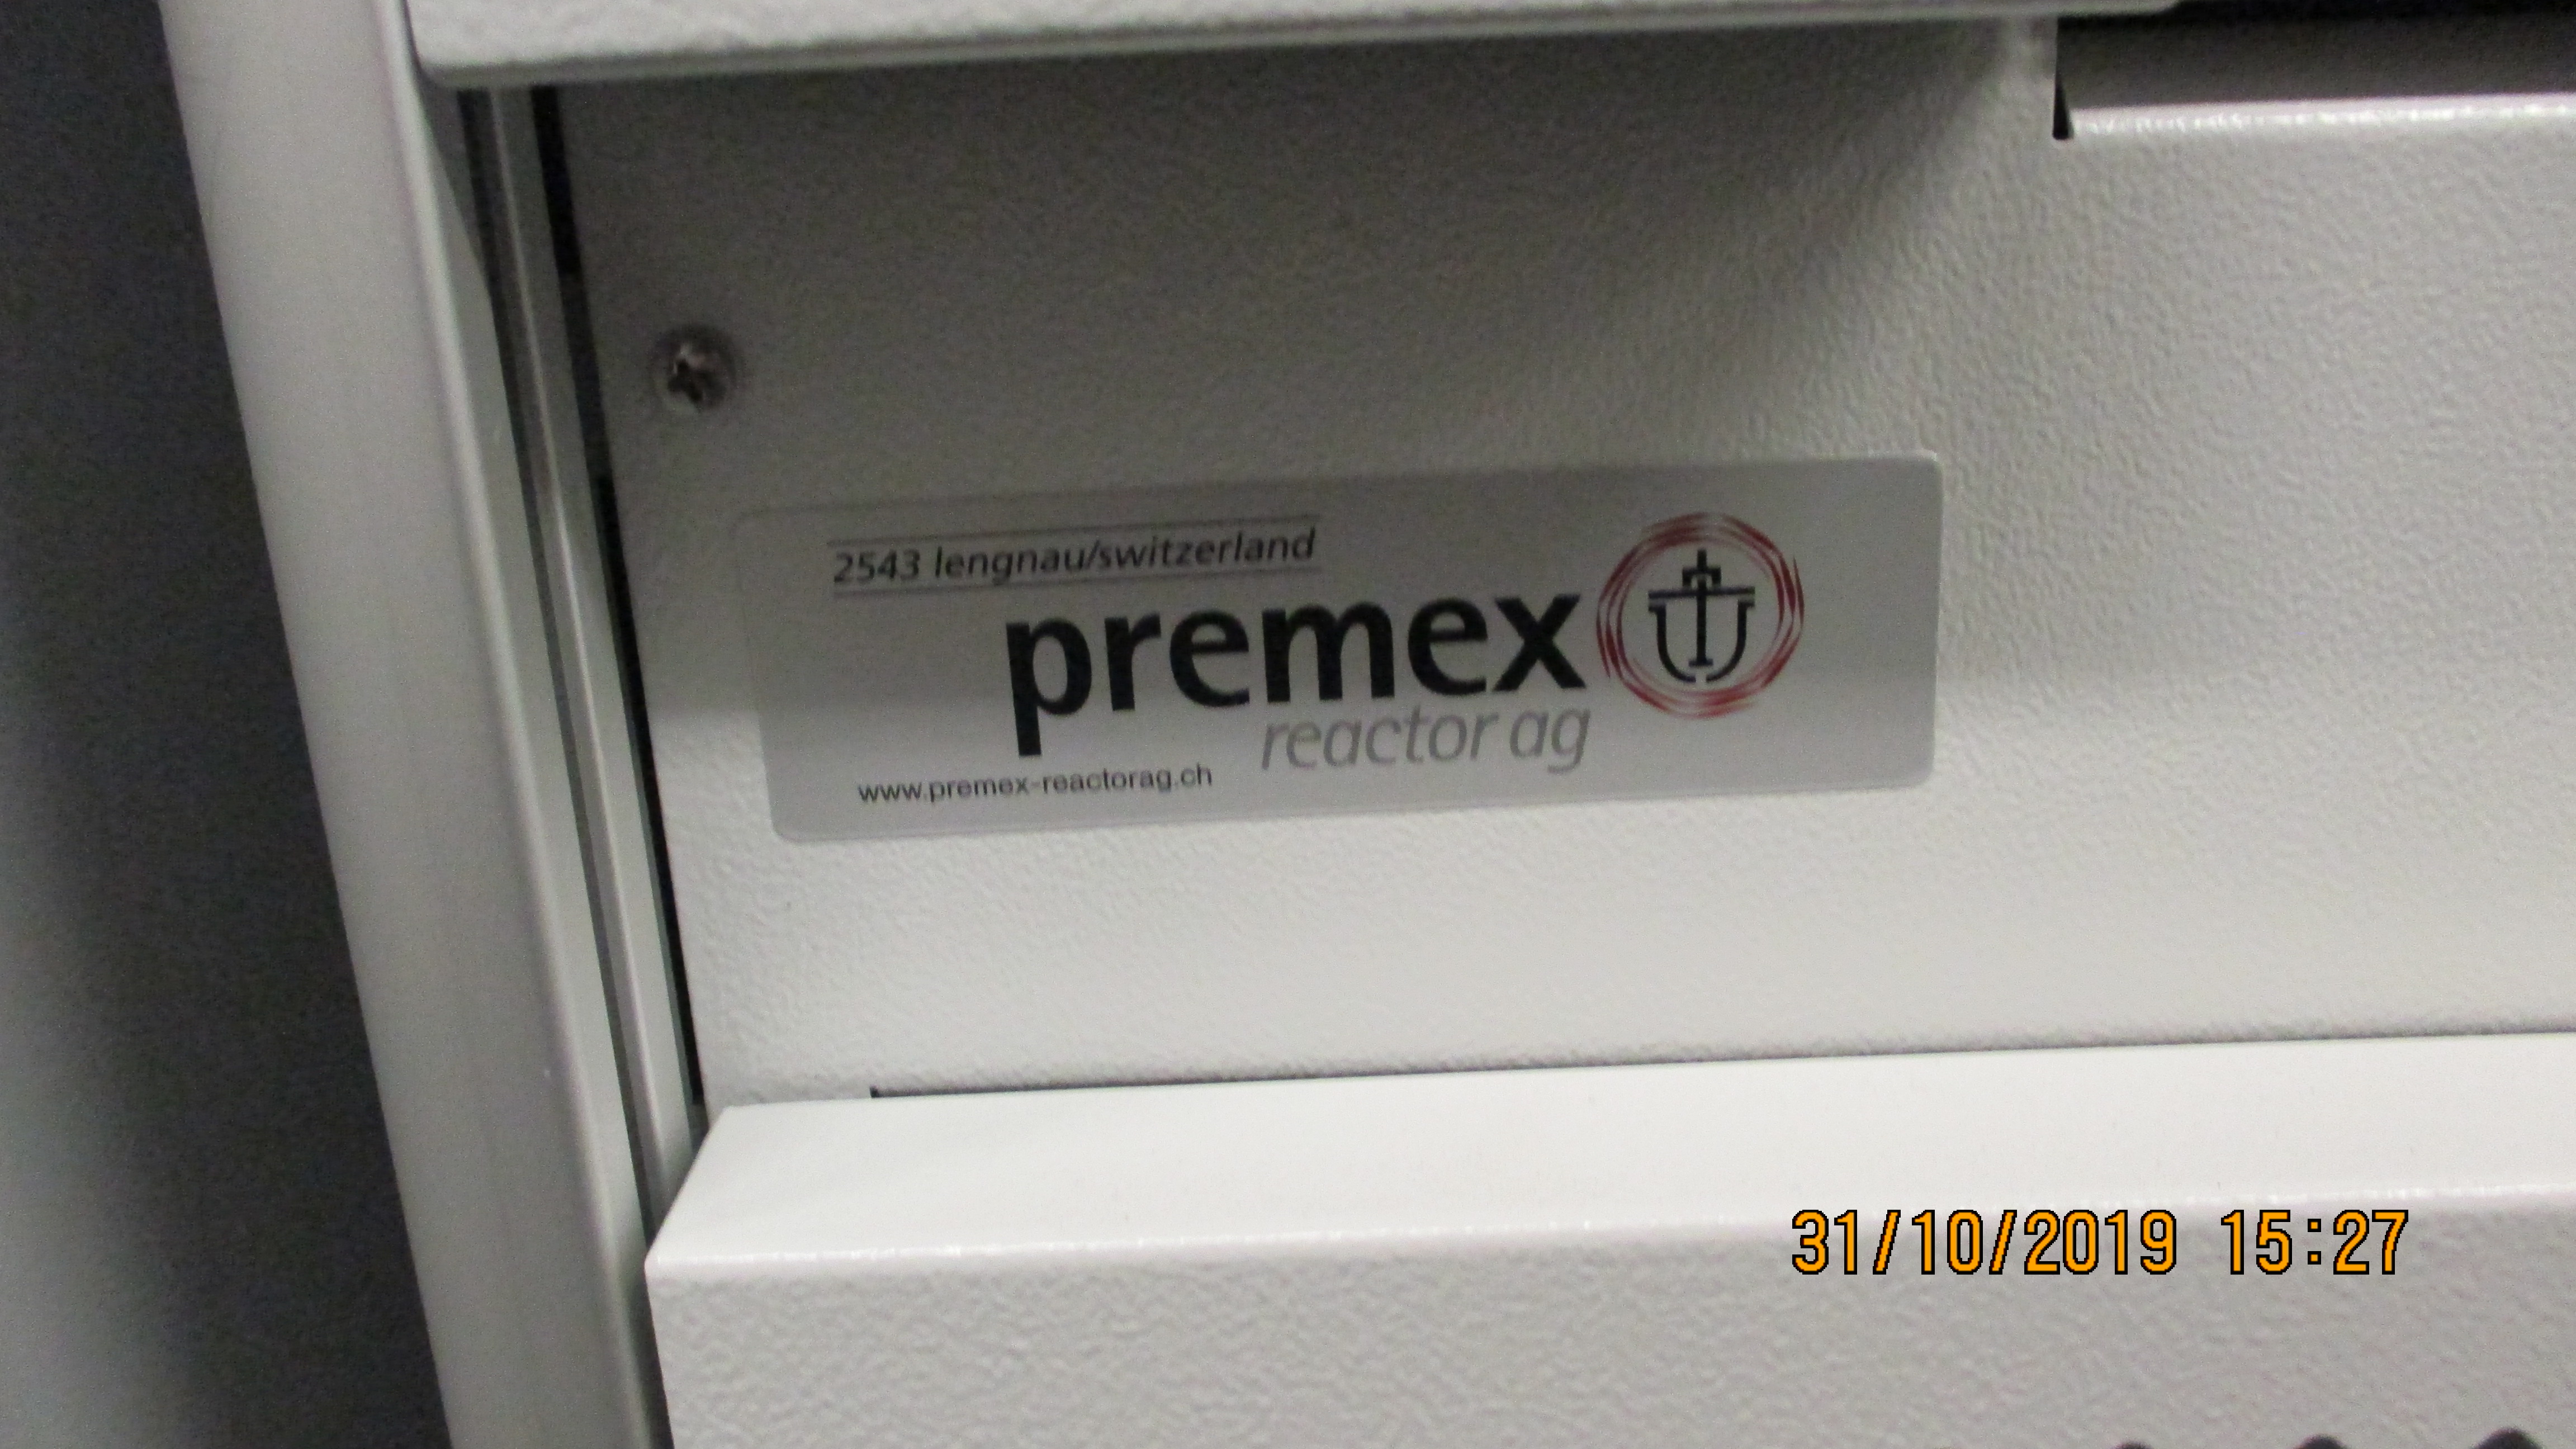 2543 lengnau/switzerland
premex
reactor ag
www.premex-reactorag.ch
31/10/2019 15:27